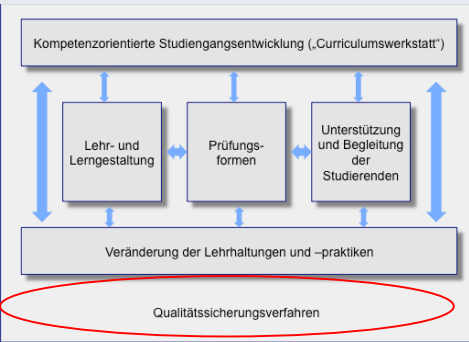 Kompetenzorientierte Studiengangsentwicklung („Curriculumswerkstatt“)
Lehr- und
Lerngestaltung
Prüfungs-
formen
Unterstützung
und Begleitung
der
Studierenden
Veränderung der Lehrhaltungen und –praktiken
Qualitätssicherungsverfahren